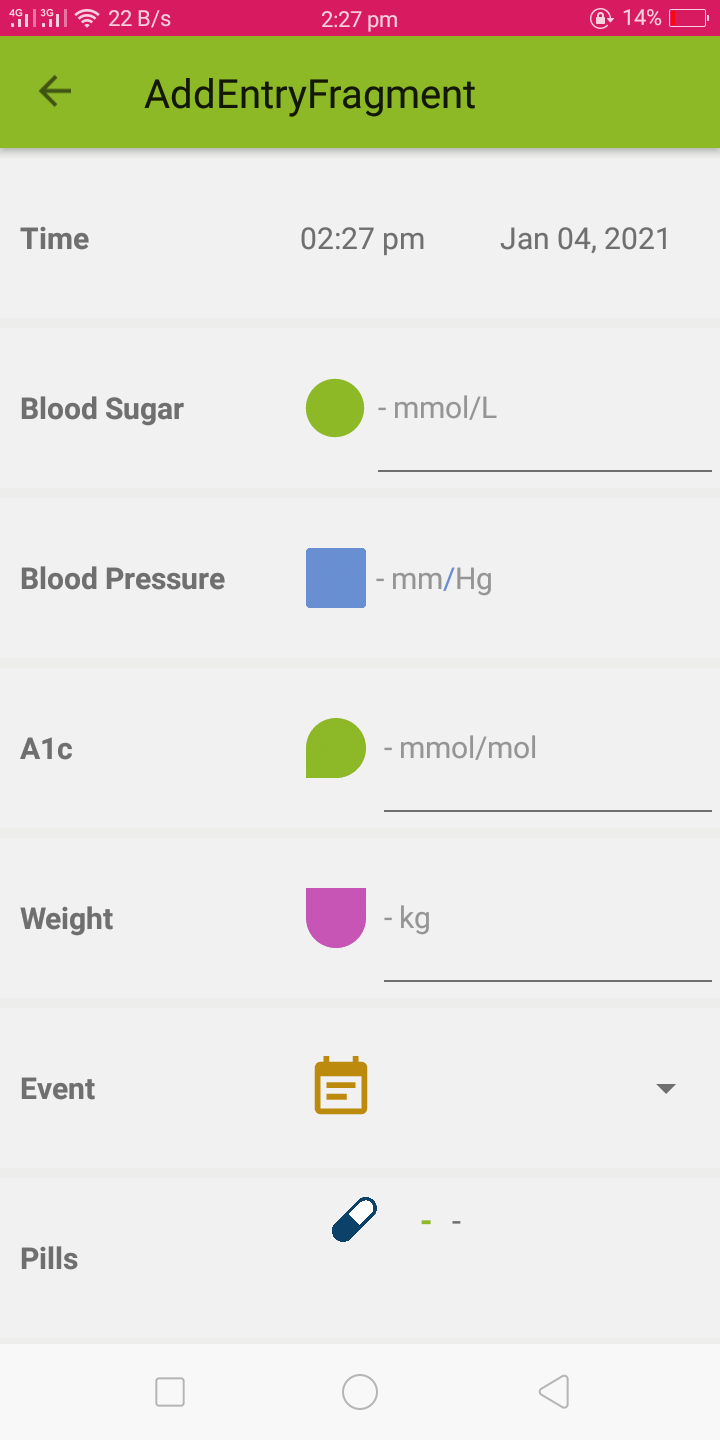 4G 3G 22 B/s 2:27 pm 14%
AddEntryFragment
Time 02:27 pm Jan 04, 2021
Blood Sugar - mmol/L
Blood Pressure - mm/Hg
A1c - mmol/mol
Weight - kg
Event
Pills - -